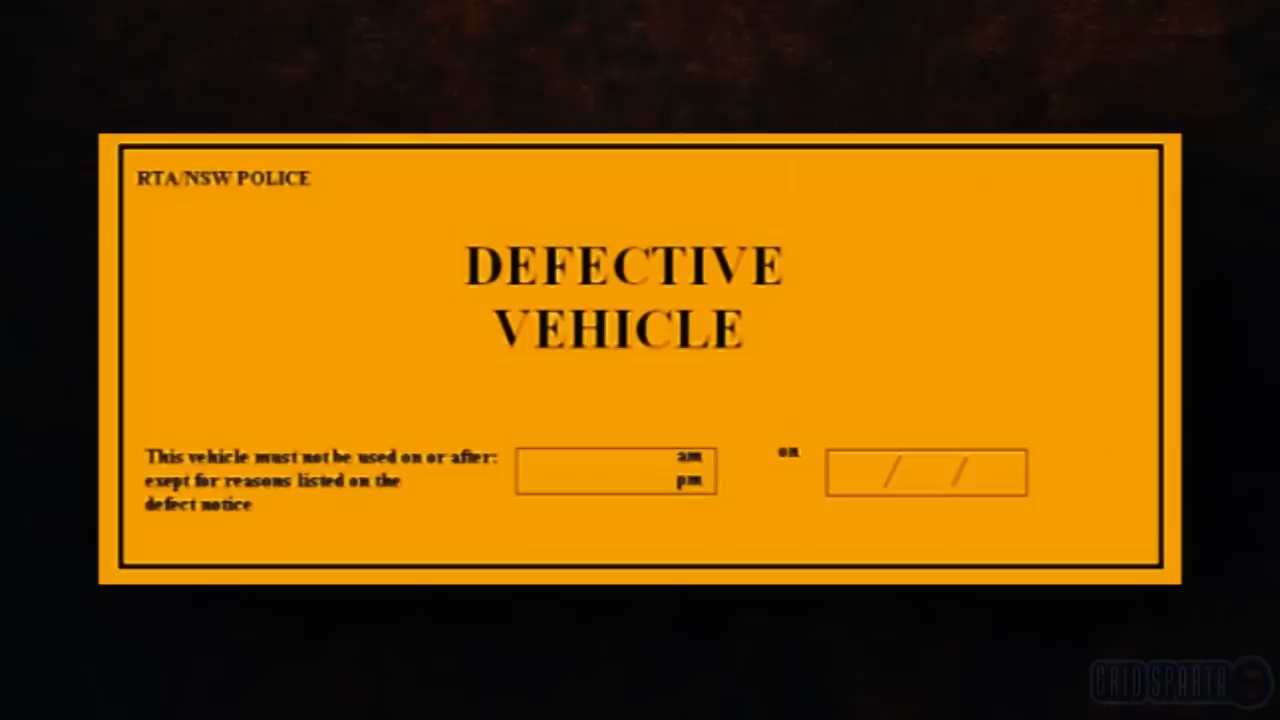 RTA/NSW POLICE
DEFECTIVE
VEHICLE
This vehicle must not be used on or after:
exept for reasons listed on the
defect notice
am
pm
on
/ /